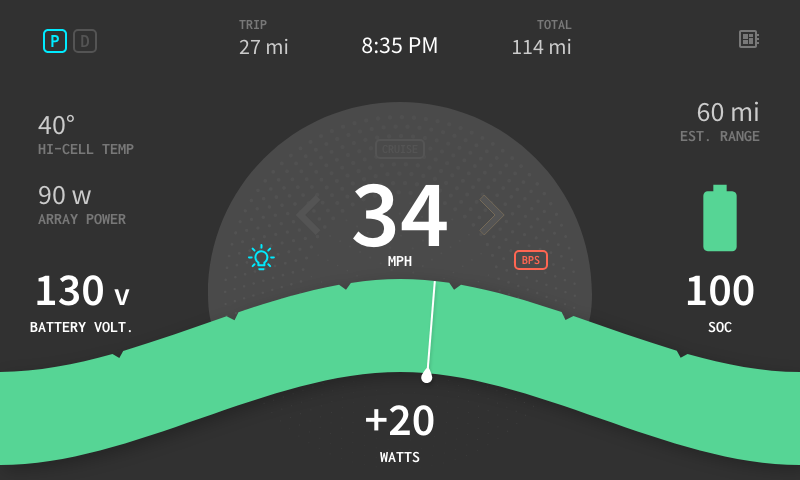 P D
TRIP
27 mi
8:35 PM
TOTAL
114 mi
40°
HI-CELL TEMP
90 w
ARRAY POWER
130 v
BATTERY VOLT.
CRUISE
34
MPH
BPS
60 mi
EST. RANGE
100
SOC
+20
WATTS